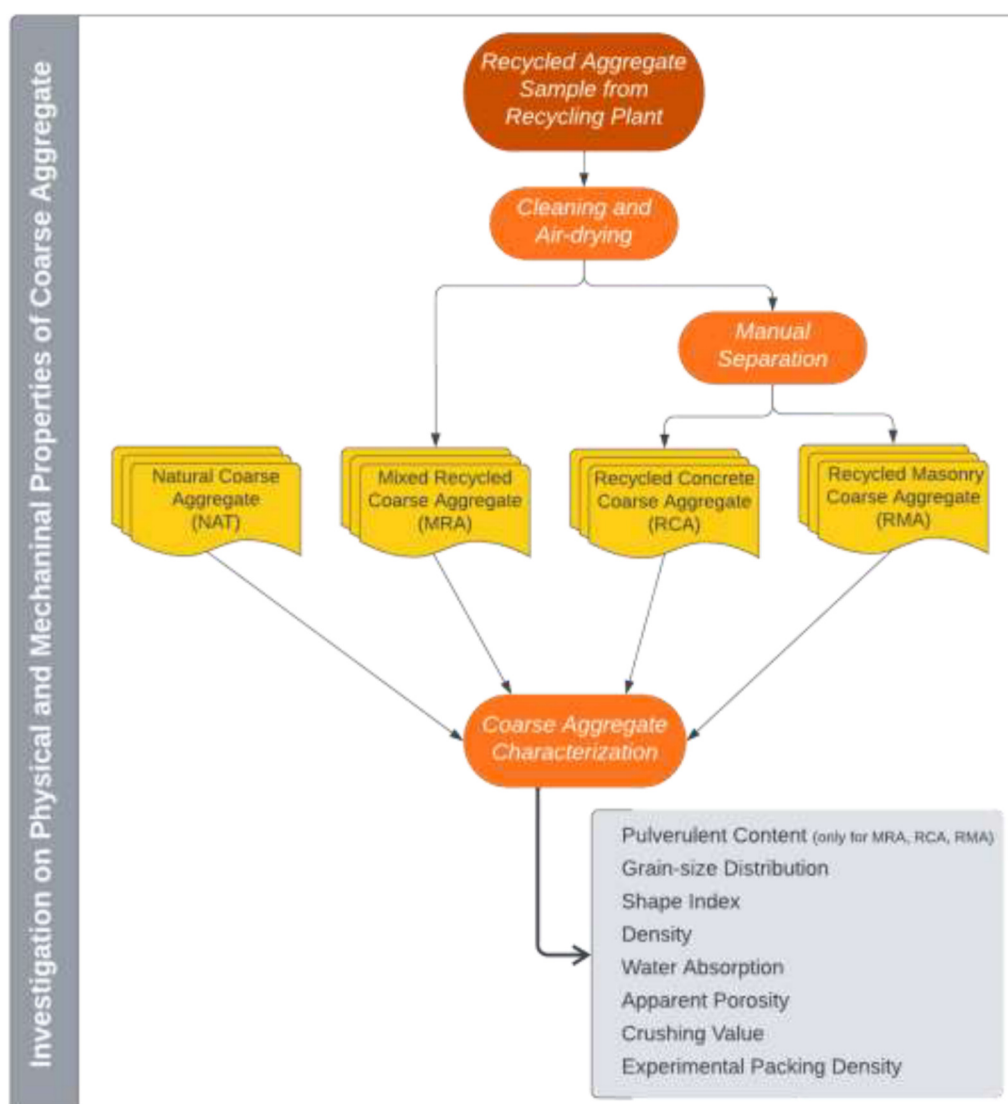 Investigation on Physical and Mechaninal Properties of Coarse Aggregate
Recycled Aggregate
Sample from
Recycling Plant
Cleaning and
Air-drying
Manual
Separation
Natural Coarse
Aggregate
(NAT)
Mixed Recycled
Coarse Aggregate
(MRA)
Recycled Concrete
Coarse Aggregate
(RCA)
Recycled Masonry
Coarse Aggregate
(RMA)
Coarse Aggregate
Characterization
Pulverulent Content (only for MRA, RCA, RMA)
Grain-size Distribution
Shape Index
Density
Water Absorption
Apparent Porosity
Crushing Value
Experimental Packing Density